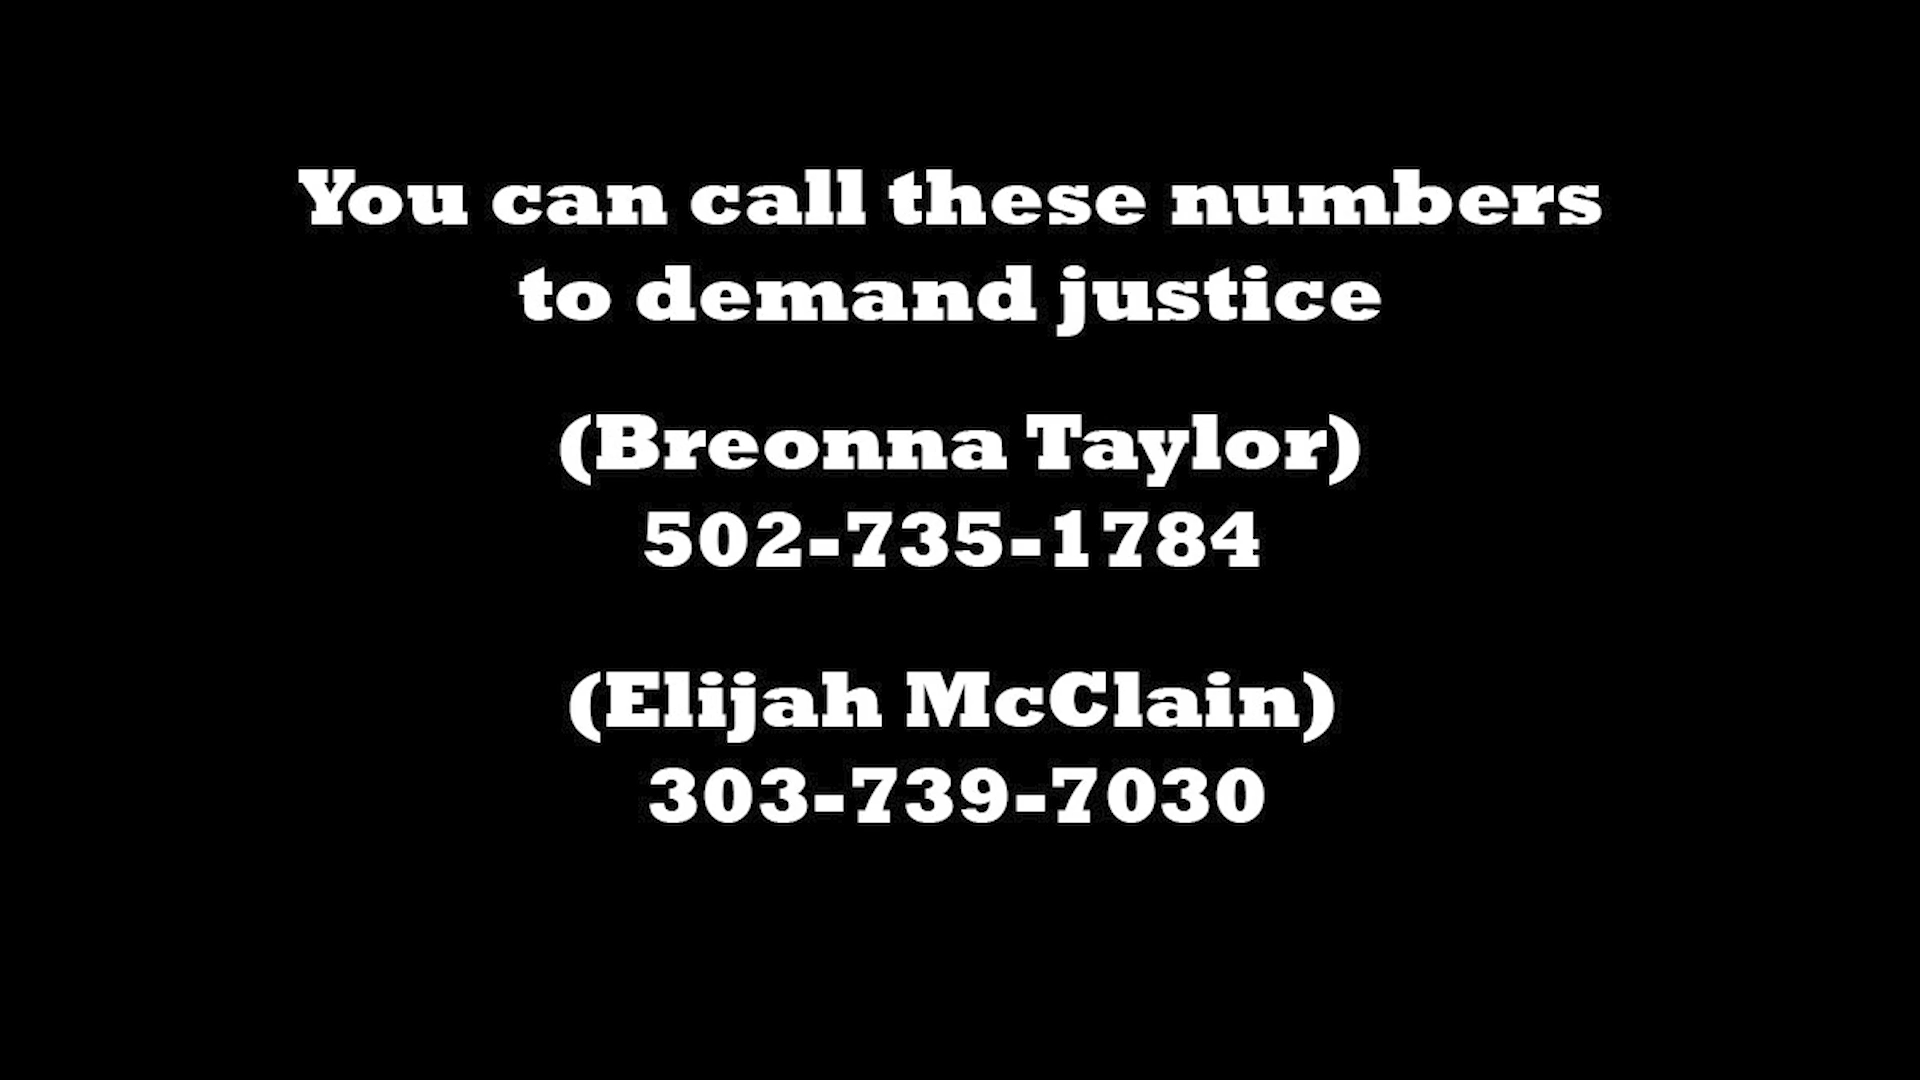 You can call these numbers
to demand justice
(Breonna Taylor)
502-735-1784
(Elijah McClain)
303-739-7030